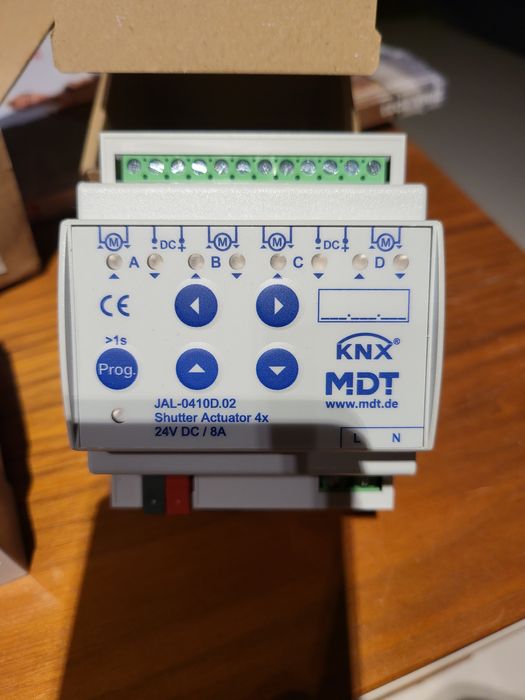 M DC M M DC M
A B C D
CE
>1s
Prog.
KNX®
MDT
www.mdt.de
JAL-0410D.02
Shutter Actuator 4x
24V DC / 8A
L N